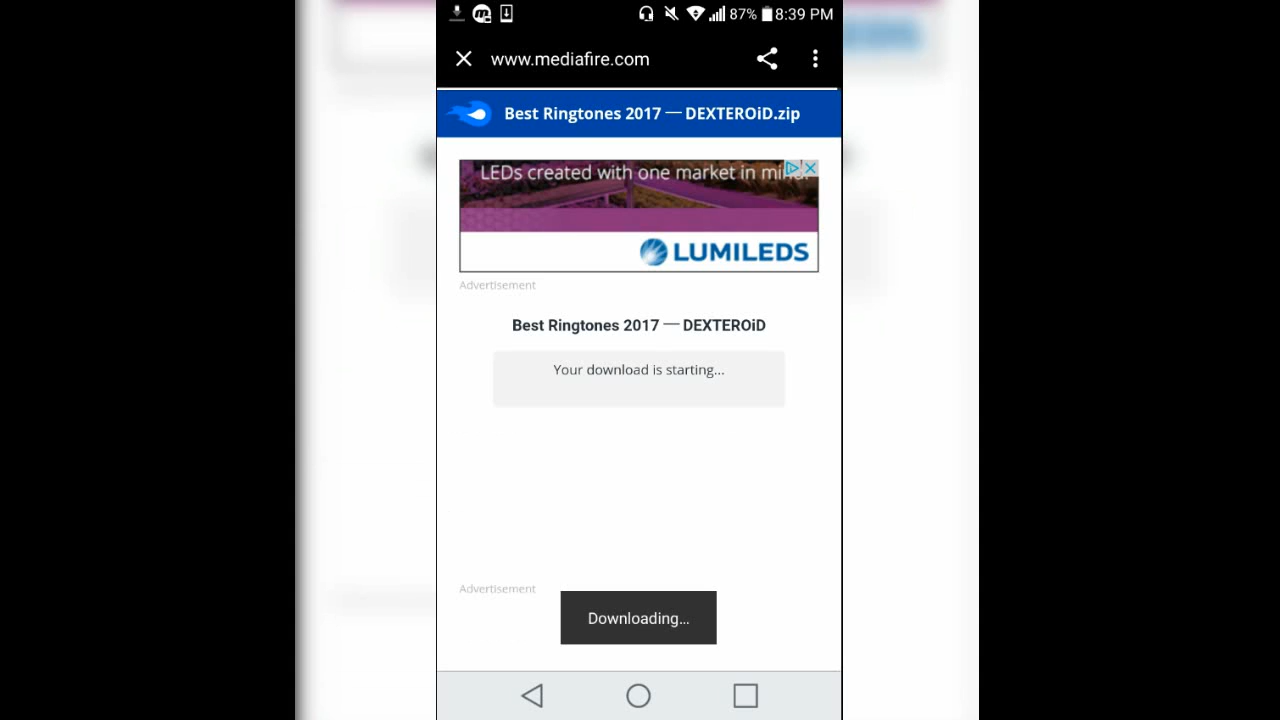 87% 8:39 PM
www.mediafire.com
Best Ringtones 2017 — DEXTEROiD.zip
LEDs created with one market in mind.
LUMILEDS
Advertisement
Best Ringtones 2017 — DEXTEROiD
Your download is starting...
Advertisement
Downloading...